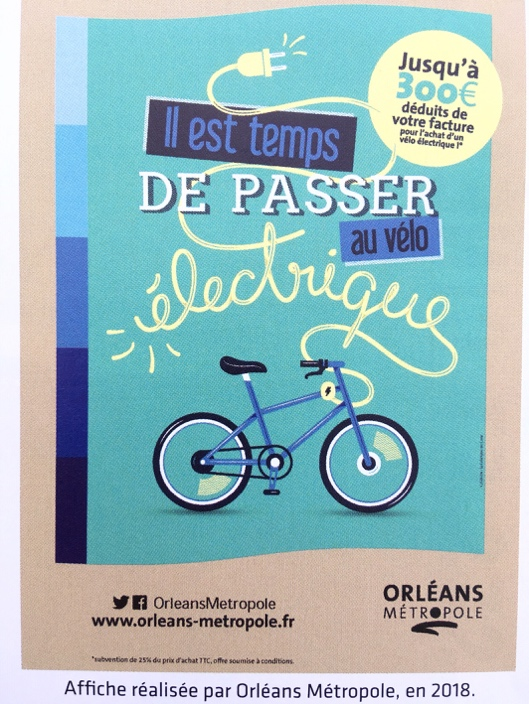 Jusqu'à
300€
déduits de
votre facture
pour l'achat d'un
vélo électrique !*
Il est temps
DE PASSER
au vélo
électrique
OrleansMetropole
www.orleans-metropole.fr
ORLÉANS
MÉTROPOLE
*subvention de 25% du prix d'achat TTC, offre soumise à conditions.
Affiche réalisée par Orléans Métropole, en 2018.